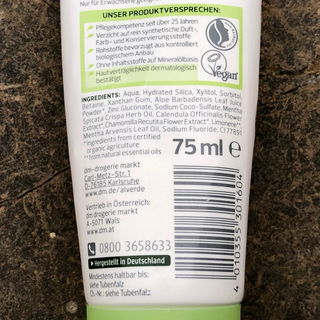 Nur für Erwachsene geeig
UNSER PRODUKTVERSPRECHEN:
Pflegekompetenz seit über 25 Jahren
Verzicht auf rein synthetische Duft-,
Farb- und Konservierungsstoffe
Rohstoffe bevorzugt aus kontrolliert
biologischem Anbau
Ohne Inhaltsstoffe auf Mineralölbasis
Hautverträglichkeit dermatologisch
bestätigt
Vegan
INGREDIENTS: Aqua, Hydrated Silica, Xylitol, Sorbitol,
Betaine, Xanthan Gum, Aloe Barbadensis Leaf Juice
Powder*, Zinc Gluconate, Sodium Coco-Sulfate, Mentha
Spicata Crispa Herb Oil, Calendula Officinalis Flower
Extract*, Chamomilla Recutita Flower Extract*, Limonene**,
Mentha Arvensis Leaf Oil, Sodium Fluoride, CI 77891
*ingredients from certified
organic agriculture
**from natural essential oils
75 ml e
dm-drogerie markt
Carl-Metz-Str. 1
D-76185 Karlsruhe
www.dm.de/alverde
Vertrieb in Österreich:
dm drogerie markt
A-5071 Wals
www.dm.at
0800 3658633
Hergestellt in Deutschland
Mindestens haltbar bis:
siehe Tubenfalz
Ch-Nr.: siehe Tubenfalz
4 010355 301604